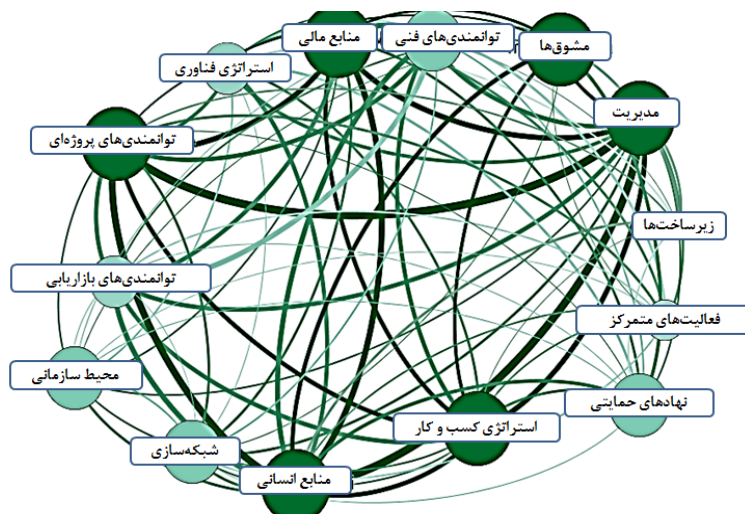 منابع مالی
توانمندی‌های فنی
مشوق‌ها
استراتژی فناوری
مدیریت
توانمندی‌های پروژه‌ای
زیرساخت‌ها
توانمندی‌های بازاریابی
فعالیت‌های متمرکز
محیط سازمانی
نهادهای حمایتی
استراتژی کسب و کار
شبکه‌سازی
منابع انسانی